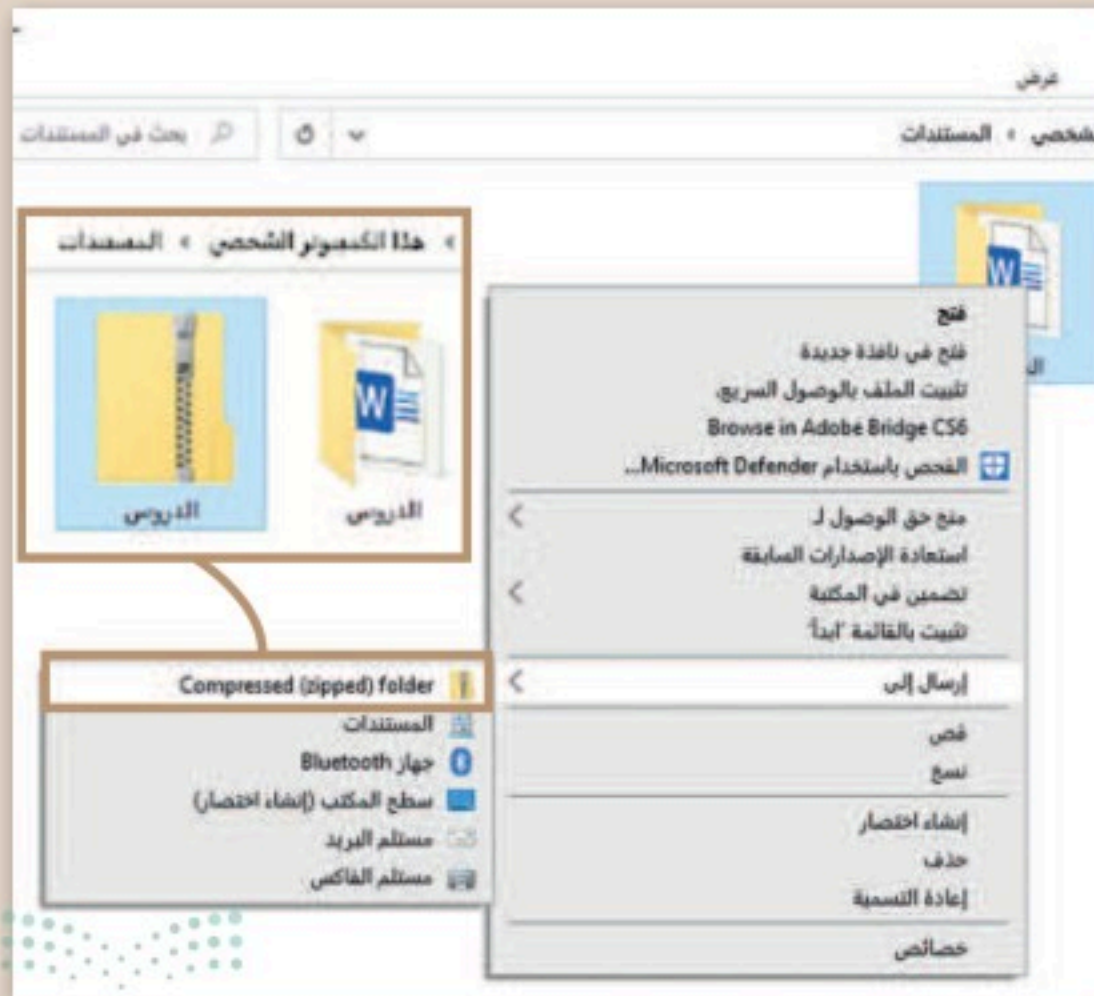 عرض
المستندات
بحث في المستندات
هذا الكمبيوتر الشخصي › المستندات
الدروس
الدروس
فتح
فتح في نافذة جديدة
تثبيت الملف بالوصول السريع.
Browse in Adobe Bridge CS6
الفحص باستخدام Microsoft Defender...
منح حق الوصول لـ
استعادة الإصدارات السابقة
تضمين في المكتبة
تثبيت بالقائمة "ابدأ"
إرسال إلى
قص
نسخ
إنشاء اختصار
حذف
إعادة التسمية
خصائص
Compressed (zipped) folder
المستندات
جهاز Bluetooth
سطح المكتب (إنشاء اختصار)
مستلم البريد
مستلم الفاكس